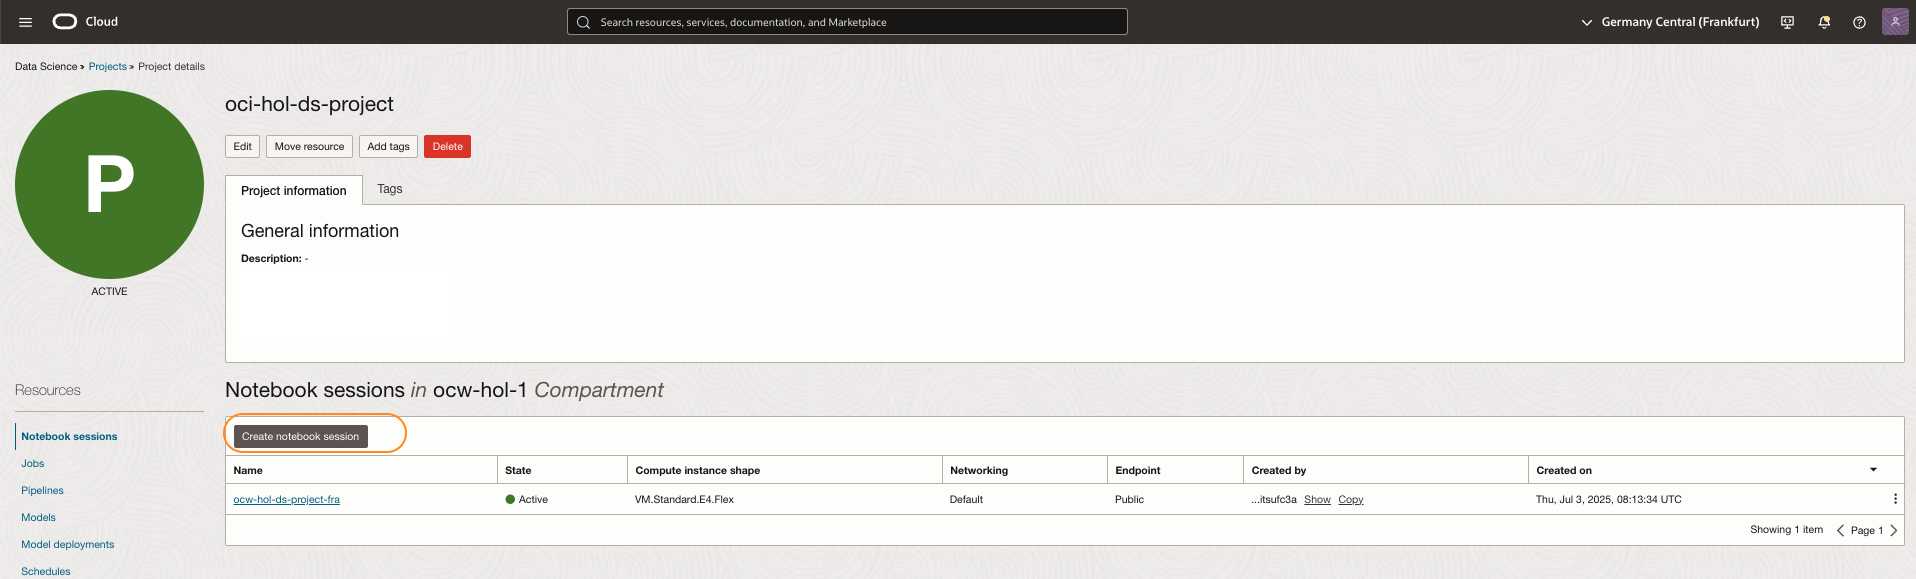 Cloud
Search resources, services, documentation, and Marketplace
Germany Central (Frankfurt)
Data Science » Projects » Project details
P
ACTIVE
oci-hol-ds-project
Edit Move resource Add tags Delete
Project information Tags
General information
Description: -
Resources
Notebook sessions
Jobs
Pipelines
Models
Model deployments
Schedules
Notebook sessions in ocw-hol-1 Compartment
Create notebook session
Name State Compute instance shape Networking Endpoint Created by Created on
ocw-hol-ds-project-fra Active VM.Standard.E4.Flex Default Public ...itsufc3a Show Copy Thu, Jul 3, 2025, 08:13:34 UTC
Showing 1 item Page 1